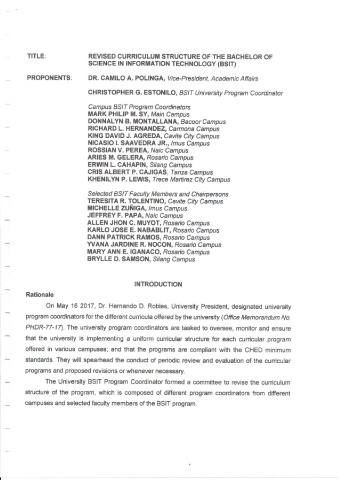 TITLE: REVISED CURRICULUM STRUCTURE OF THE BACHELOR OF
SCIENCE IN INFORMATION TECHNOLOGY (BSIT)
PROPONENTS: DR. CAMILO A. POLINGA, Vice-President, Academic Affairs
CHRISTOPHER G. ESTONILO, BSIT University Program Coordinator
Campus BSIT Program Coordinators
MARK PHILIP M. SY, Main Campus
DONNALYN B. MONTALLANA, Bacoor Campus
RICHARD L. HERNANDEZ, Carmona Campus
KING DAVID J. AGREDA, Cavite City Campus
NICASIO I. SAAVEDRA JR., Imus Campus
ROSSIAN V. PEREA, Naic Campus
ARIES M. GELERA, Rosario Campus
ERWIN L. CAHAPIN, Silang Campus
CRIS ALBERT P. CAJIGAS, Tanza Campus
KHENILYN P. LEWIS, Trece Martirez City Campus
Selected BSIT Faculty Members and Chairpersons
TERESITA R. TOLENTINO, Cavite City Campus
MICHELLE ZUÑIGA, Imus Campus
JEFFREY F. PAPA, Naic Campus
ALLEN JHON C. MUYOT, Rosario Campus
KARLO JOSE E. NABABLIT, Rosario Campus
DANN PATRICK RAMOS, Rosario Campus
YVANA JARDINE R. NOCON, Rosario Campus
MARY ANN E. IGANACO, Rosario Campus
BRYLLE D. SAMSON, Silang Campus
INTRODUCTION
Rationale
On May 16 2017, Dr. Hernando D. Robles, University President, designated university
program coordinators for the different curricula offered by the university (Office Memorandum No.
PHDR-77-17). The university program coordinators are tasked to oversee, monitor and ensure
that the university is implementing a uniform curricular structure for each curricular program
offered in various campuses; and that the programs are compliant with the CHED minimum
standards. They will spearhead the conduct of periodic review and evaluation of the curricular
programs and proposed revisions or whenever necessary.
The University BSIT Program Coordinator formed a committee to revise the curriculum
structure of the program, which is composed of different program coordinators from different
campuses and selected faculty members of the BSIT program.